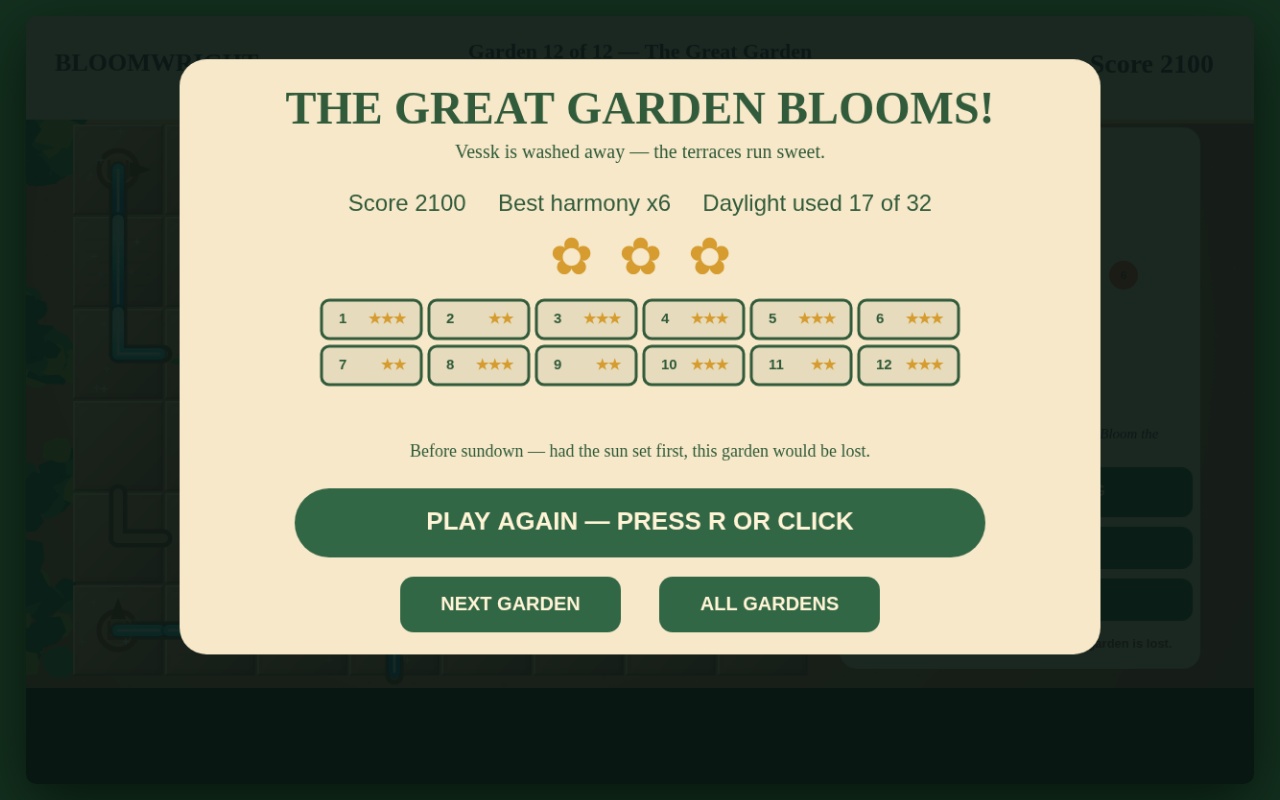 Garden 12 of 12 — The Great Garden
Score 2100
THE GREAT GARDEN BLOOMS!
Vessk is washed away — the terraces run sweet.
Score 2100 Best harmony x6 Daylight used 17 of 32
1 ★★★ 2 ★★ 3 ★★★ 4 ★★★ 5 ★★★ 6 ★★★
7 ★★ 8 ★★★ 9 ★★ 10 ★★★ 11 ★★ 12 ★★★
Bloom the
Before sundown — had the sun set first, this garden would be lost.
PLAY AGAIN — PRESS R OR CLICK
NEXT GARDEN ALL GARDENS
is lost.